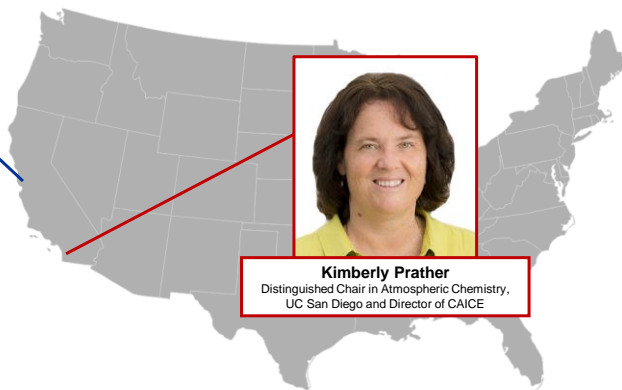 Kimberly Prather
Distinguished Chair in Atmospheric Chemistry,
UC San Diego and Director of CAICE